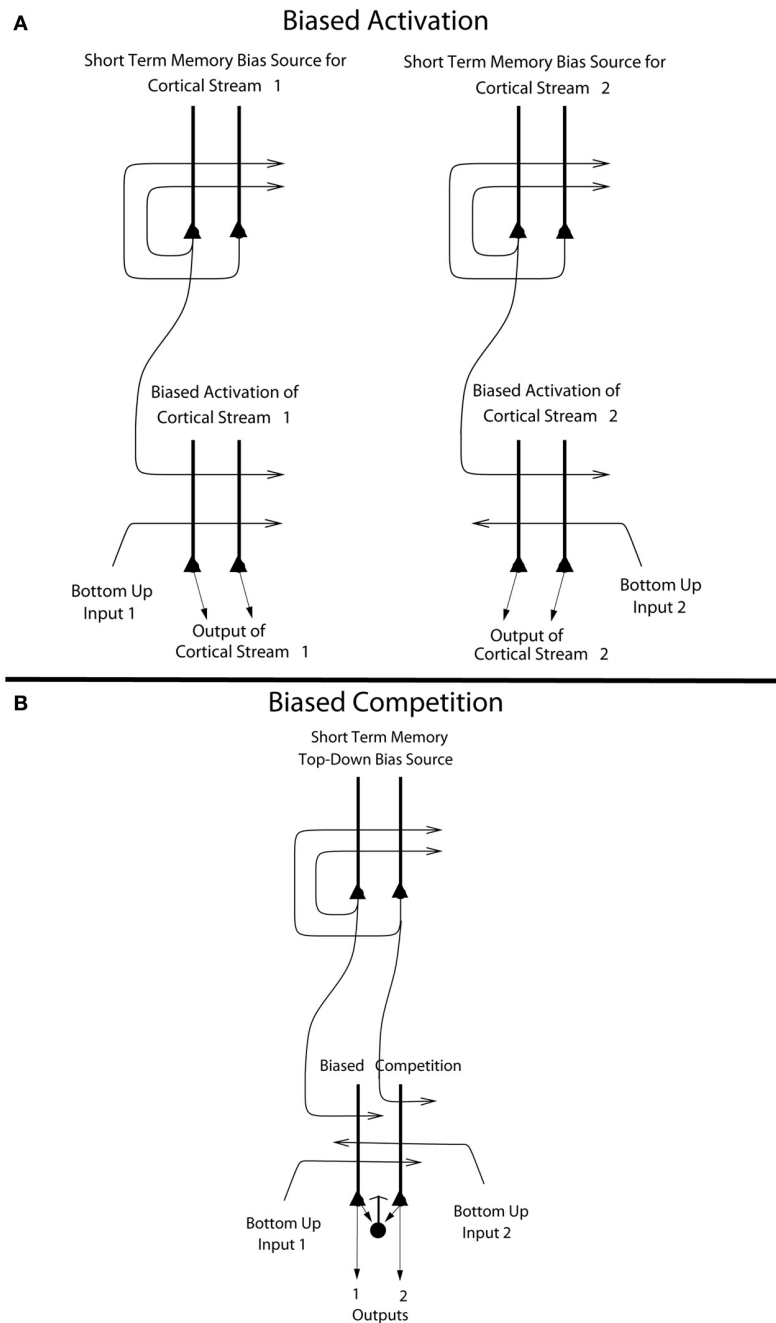 A
Biased Activation
Short Term Memory Bias Source for
Cortical Stream 1
Short Term Memory Bias Source for
Cortical Stream 2
Biased Activation of
Cortical Stream 1
Biased Activation of
Cortical Stream 2
Bottom Up
Input 1
Output of
Cortical Stream 1
Bottom Up
Input 2
Output of
Cortical Stream 2
B
Biased Competition
Short Term Memory
Top-Down Bias Source
Biased Competition
Bottom Up
Input 1
Bottom Up
Input 2
1 2
Outputs